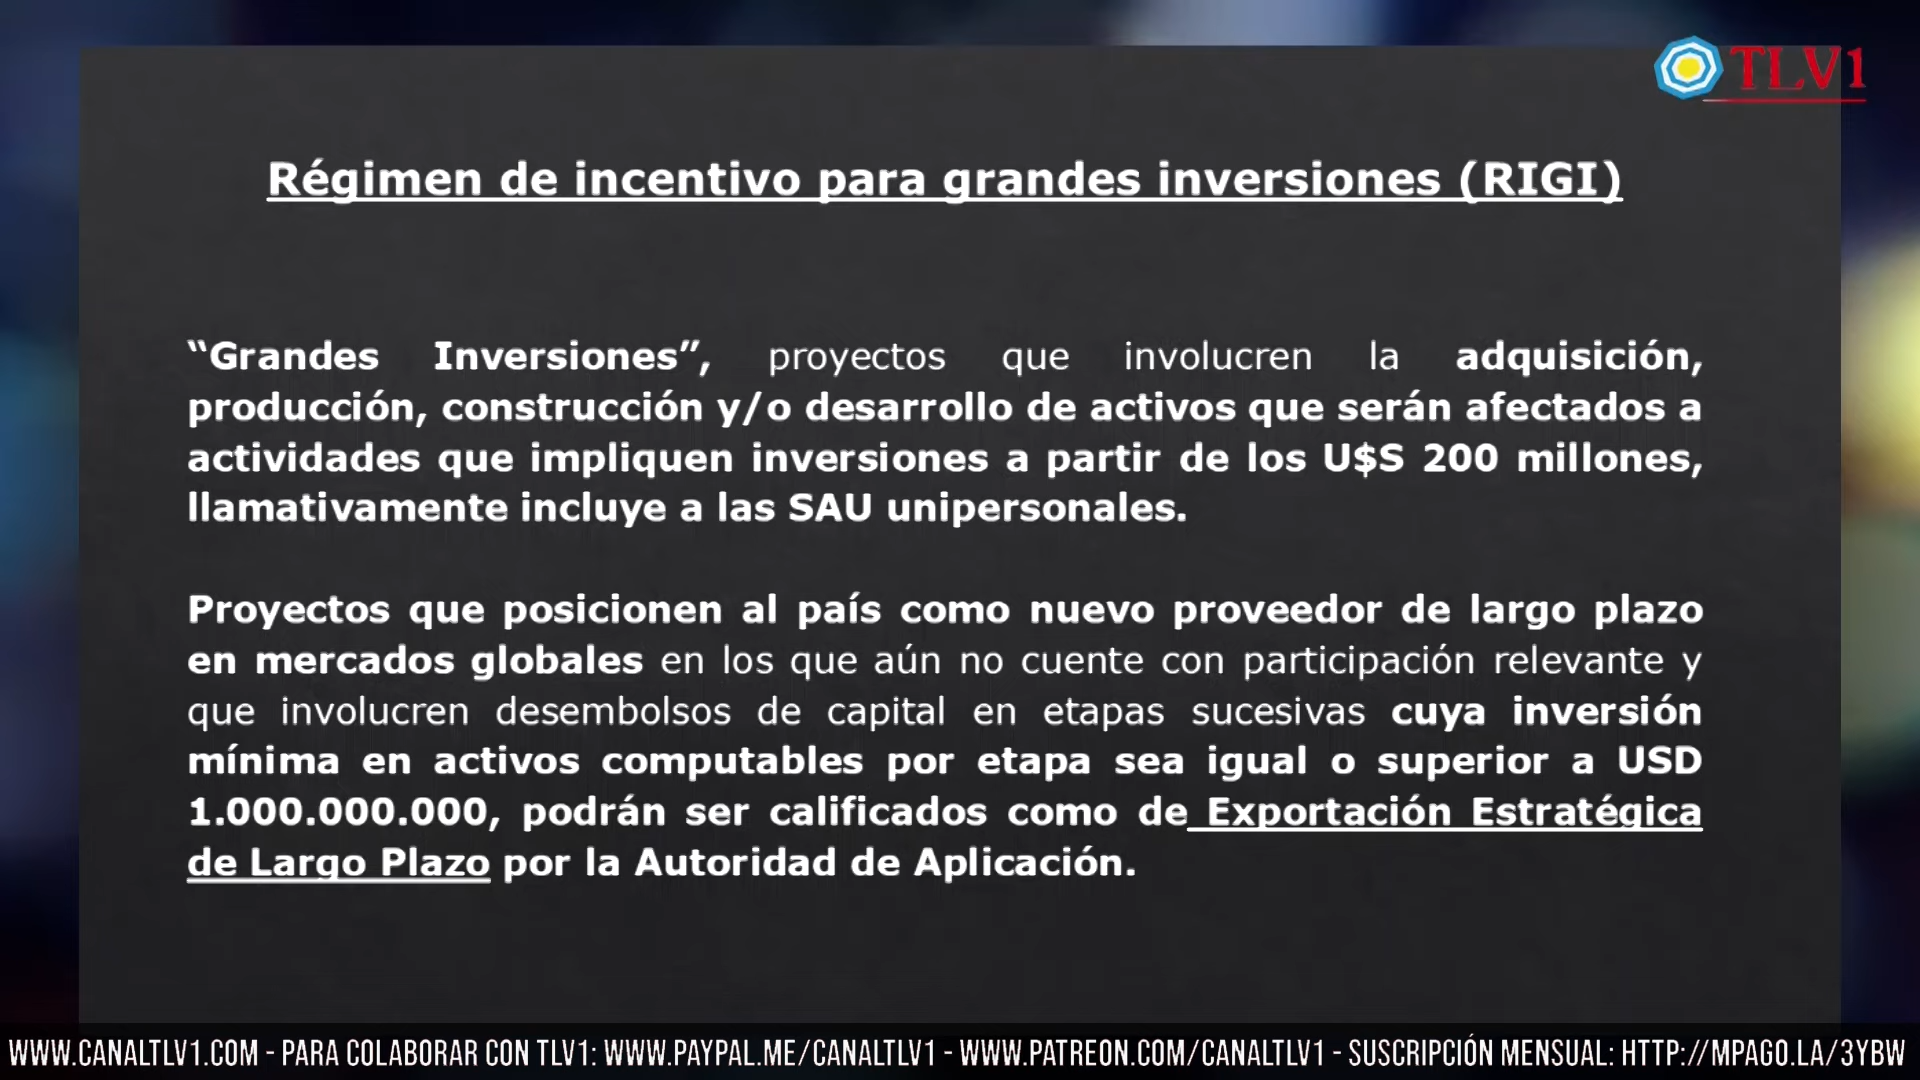 TLV1
Régimen de incentivo para grandes inversiones (RIGI)
“Grandes Inversiones”, proyectos que involucren la adquisición,
producción, construcción y/o desarrollo de activos que serán afectados a
actividades que impliquen inversiones a partir de los U$S 200 millones,
llamativamente incluye a las SAU unipersonales.
Proyectos que posicionen al país como nuevo proveedor de largo plazo
en mercados globales en los que aún no cuente con participación relevante y
que involucren desembolsos de capital en etapas sucesivas cuya inversión
mínima en activos computables por etapa sea igual o superior a USD
1.000.000.000, podrán ser calificados como de Exportación Estratégica
de Largo Plazo por la Autoridad de Aplicación.
WWW.CANALTLV1.COM - PARA COLABORAR CON TLV1: WWW.PAYPAL.ME/CANALTLV1 - WWW.PATREON.COM/CANALTLV1 - SUSCRIPCIÓN MENSUAL: HTTP://MPAGO.LA/3YBW